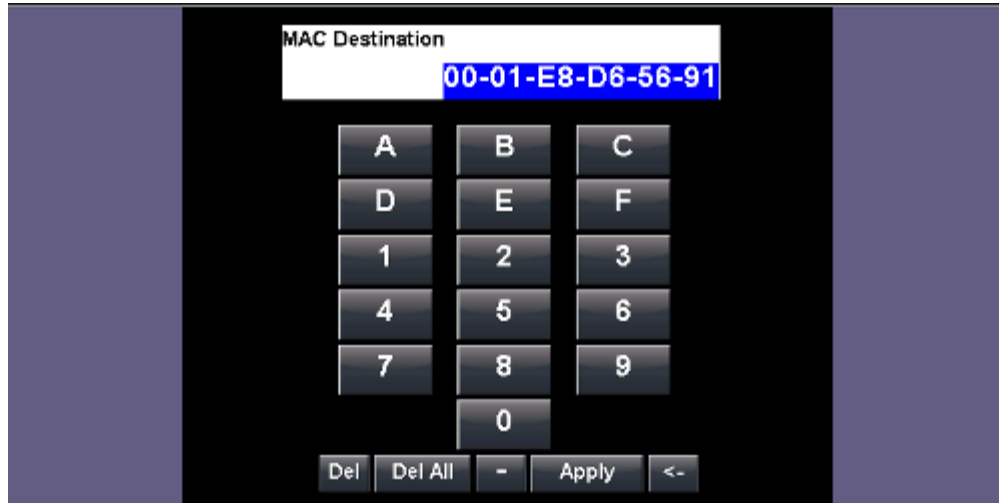 MAC Destination
00-01-E8-D6-56-91
A B C
D E F
1 2 3
4 5 6
7 8 9
0
Del Del All - Apply <-